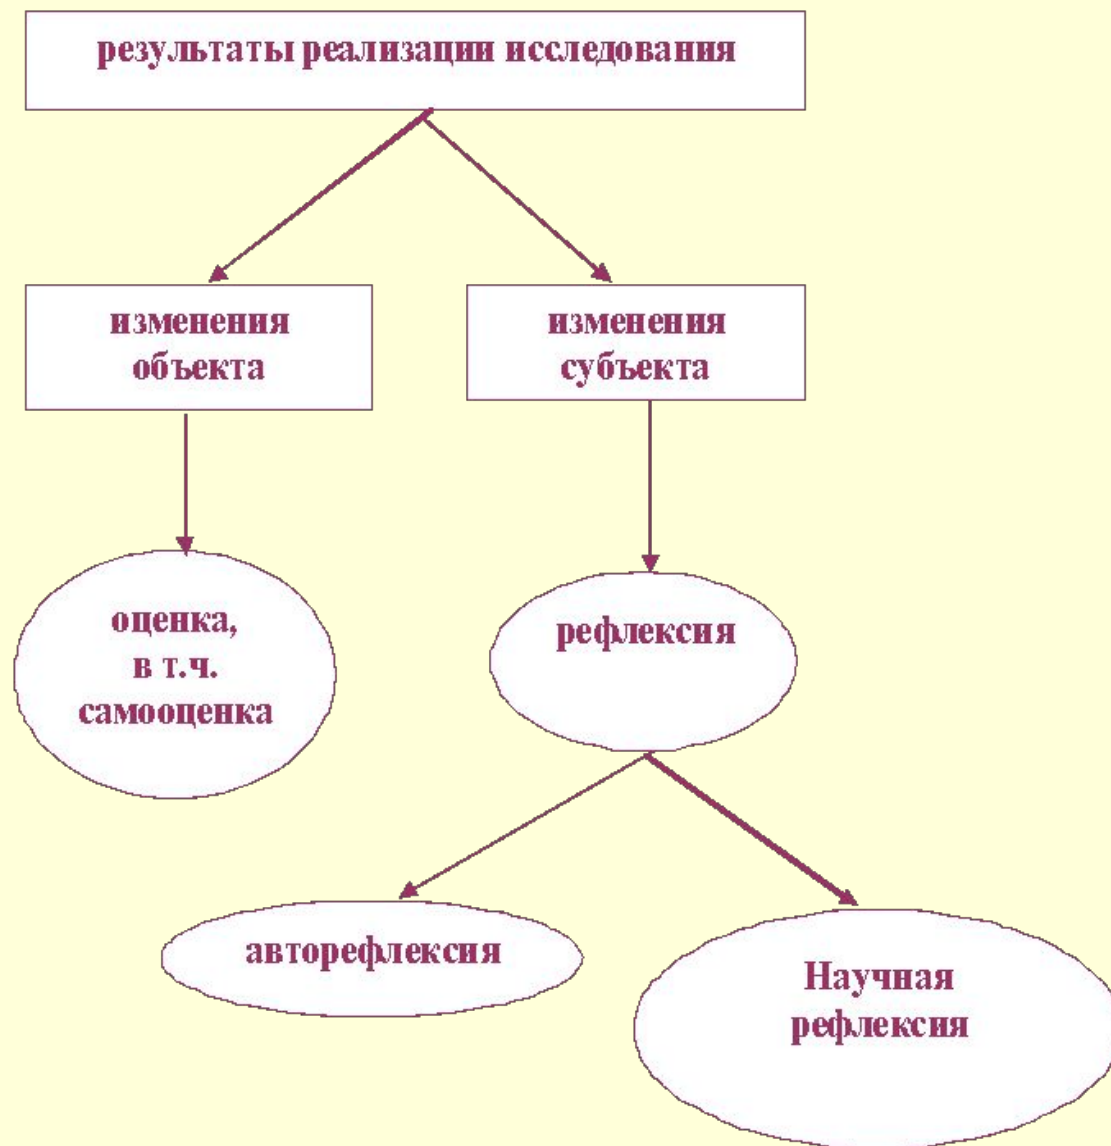 результаты реализации исследования
изменения
объекта
изменения
субъекта
оценка,
в т.ч.
самооценка
рефлексия
авторефлексия
Научная
рефлексия